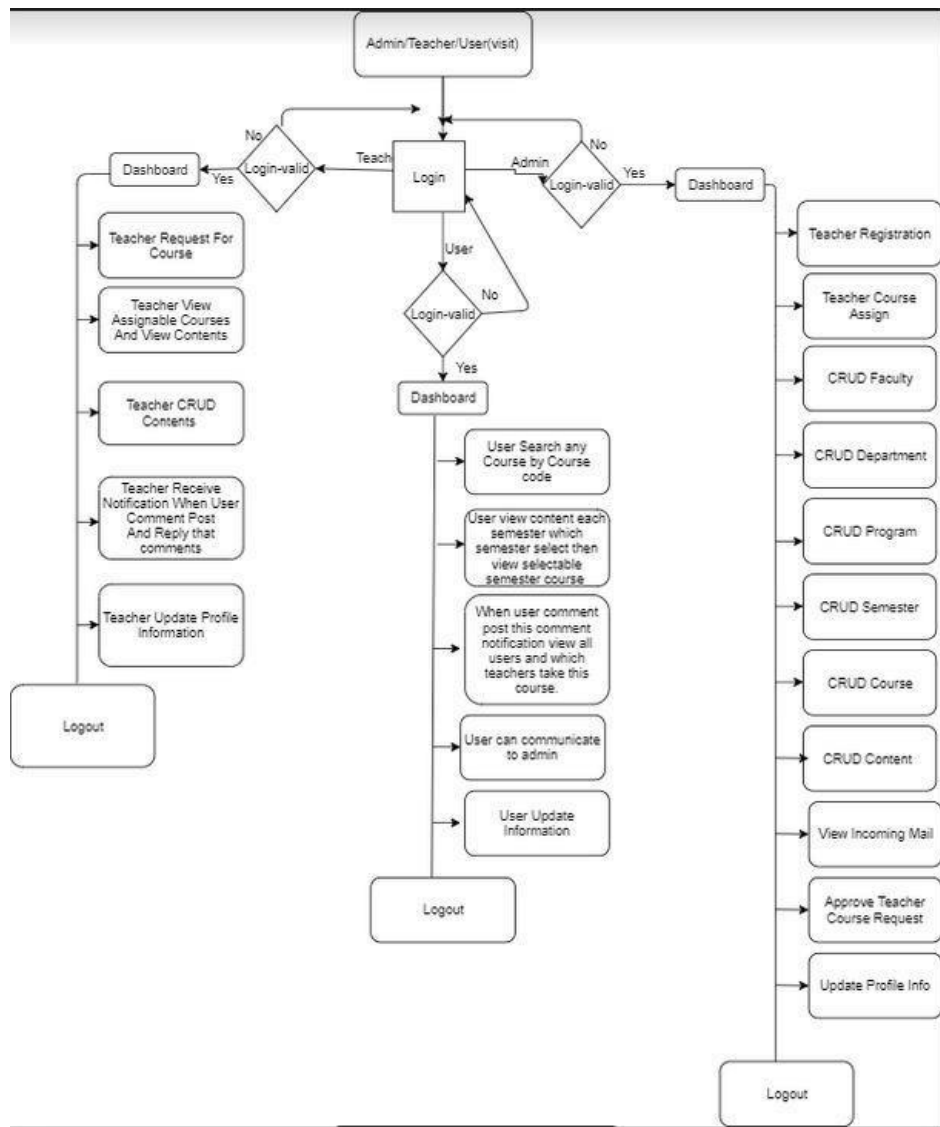 Admin/Teacher/User(visit)
No
Login-valid
Yes
Dashboard
Teach
Login
Admin
No
Login-valid
Yes
Dashboard
Teacher Request For
Course
Teacher View
Assignable Courses
And View Contents
Teacher CRUD
Contents
Teacher Receive
Notification When User
Comment Post
And Reply that
comments
Teacher Update Profile
Information
Logout
User
Login-valid
No
Yes
Dashboard
User Search any
Course by Course
code
User view content each
semester which
semester select then
view selectable
semester course
When user comment
post this comment
notification view all
users and which
teachers take this
course.
User can communicate
to admin
User Update
Information
Logout
Teacher Registration
Teacher Course
Assign
CRUD Faculty
CRUD Department
CRUD Program
CRUD Semester
CRUD Course
CRUD Content
View Incoming Mail
Approve Teacher
Course Request
Update Profile Info
Logout